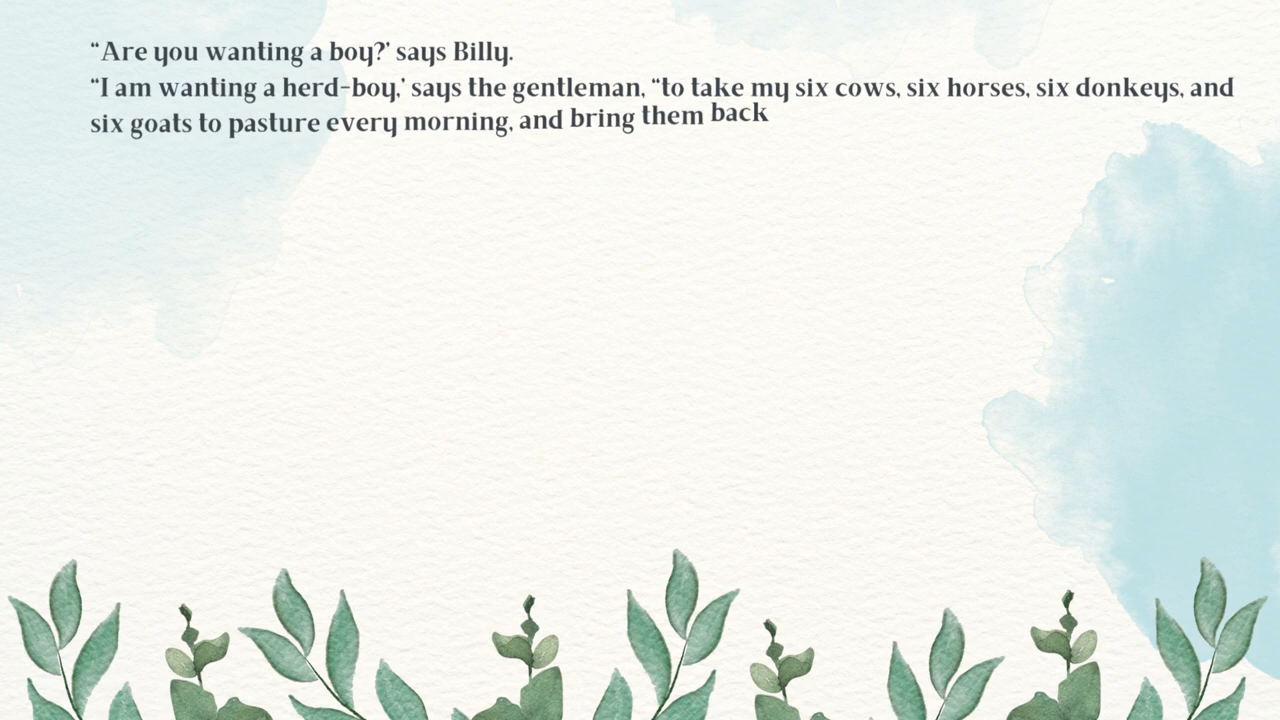 “Are you wanting a boy?’ says Billy.
“I am wanting a herd-boy,’ says the gentleman, “to take my six cows, six horses, six donkeys, and
six goats to pasture every morning, and bring them back